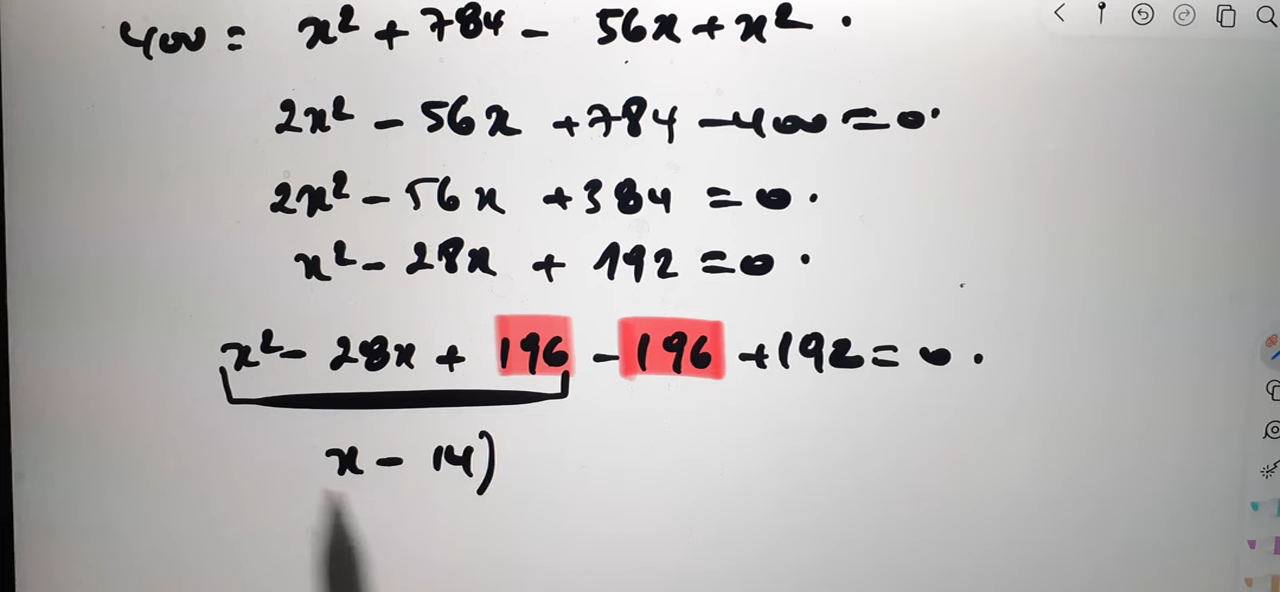 400 = x² + 784 - 56x + x² .
2x² - 56x + 784 - 400 = 0 .
2x² - 56x + 384 = 0 .
x² - 28x + 192 = 0 .
x² - 28x + 196 - 196 + 192 = 0 .
x - 14)